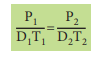 P₁/D₁T₁ = P₂/D₂T₂